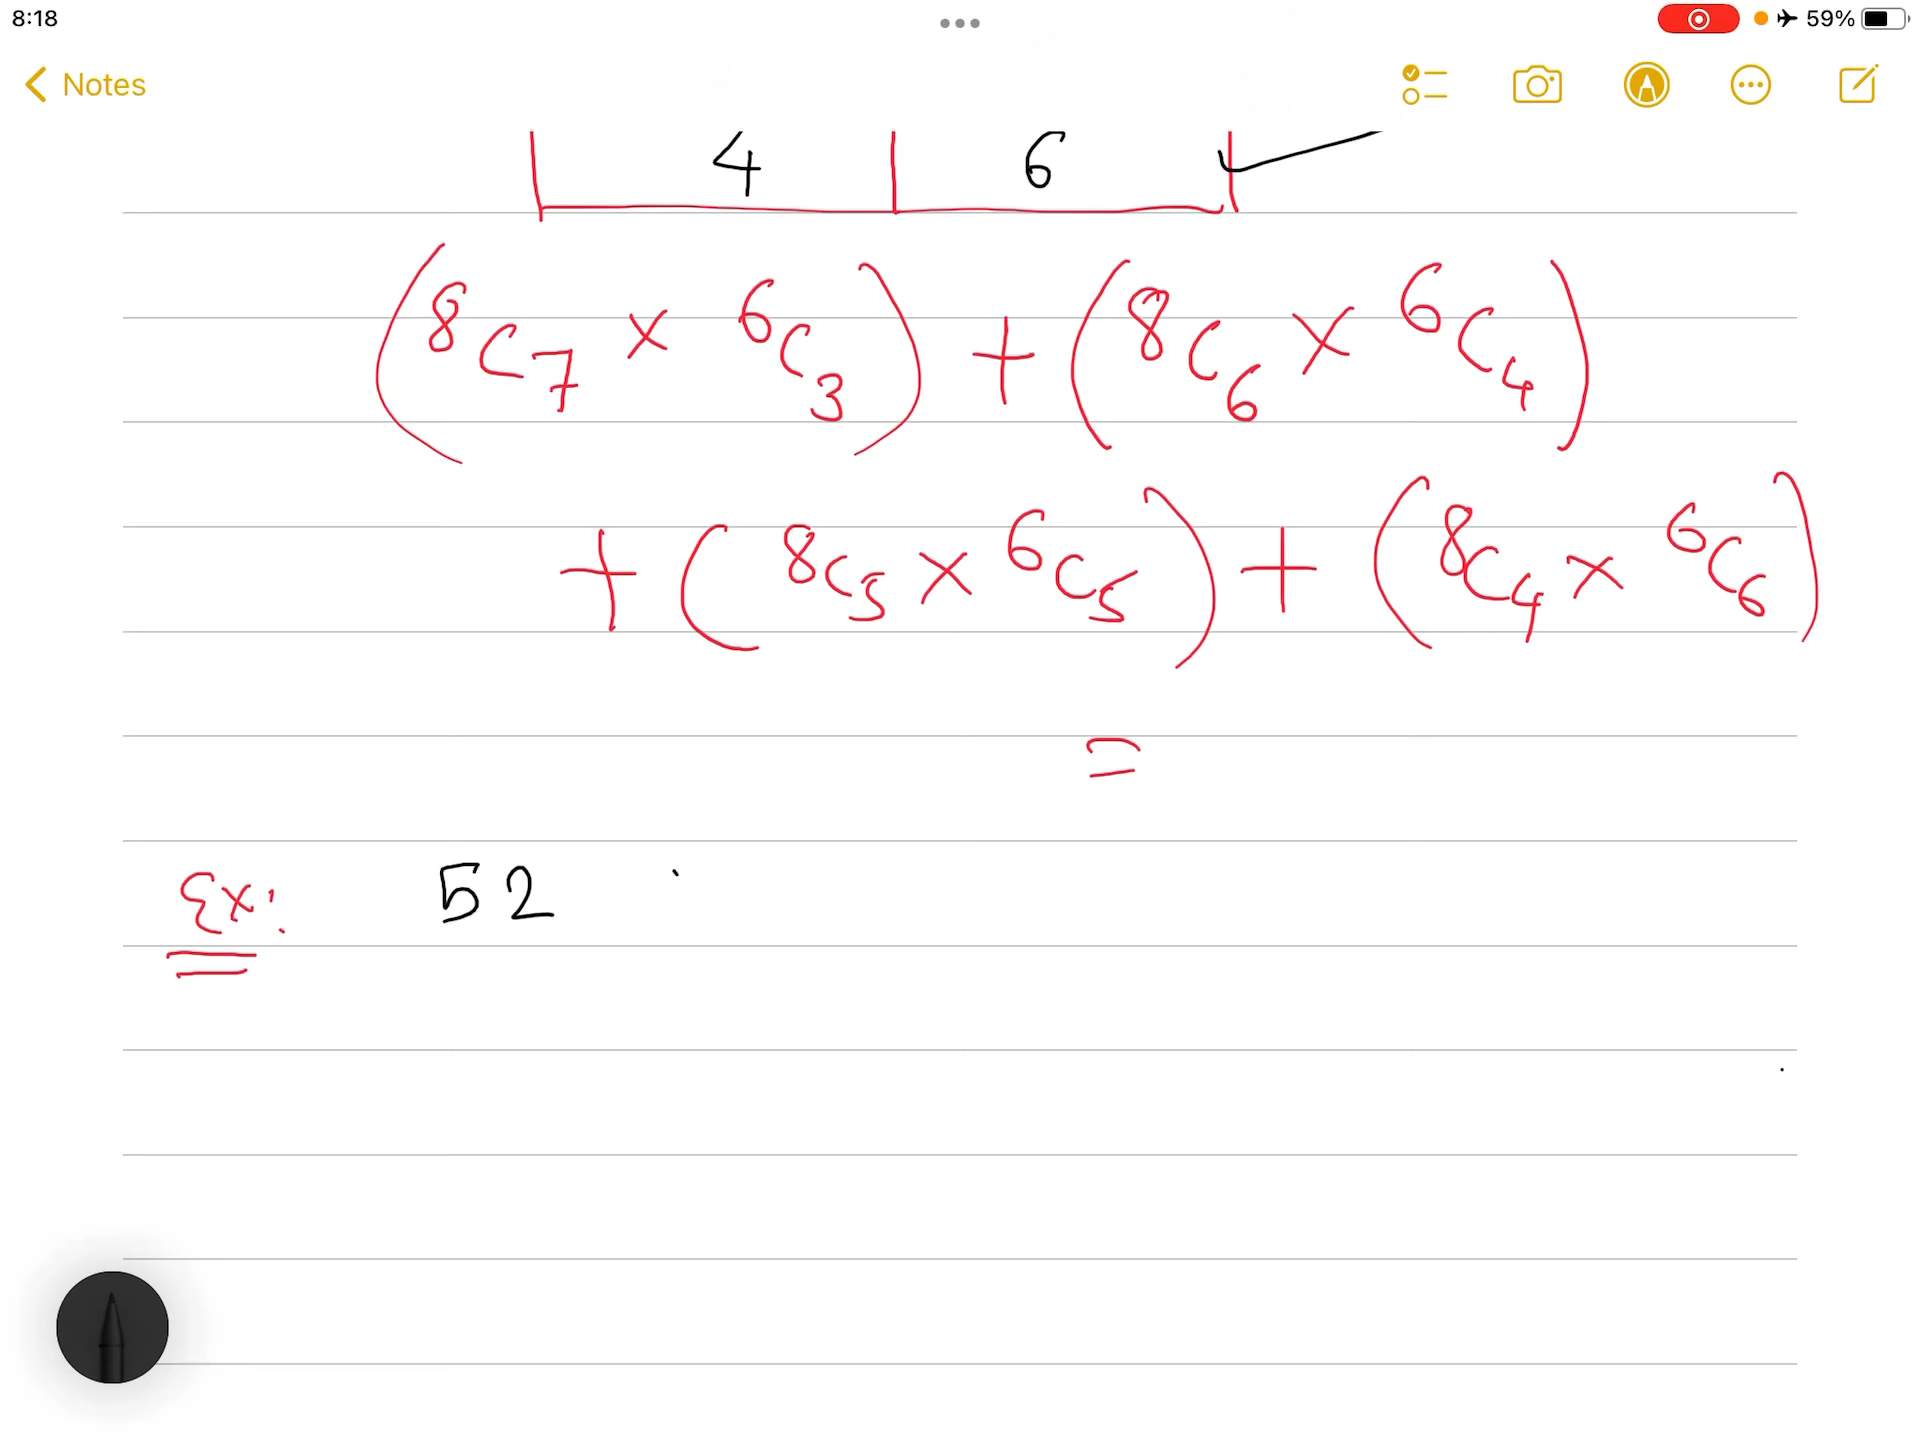 8:18 59%
Notes
4 6
(⁸C₇ × ⁶C₃) + (⁸C₆ × ⁶C₄)
+ (⁸C₅ × ⁶C₅) + (⁸C₄ × ⁶C₆)
=
Ex: 52